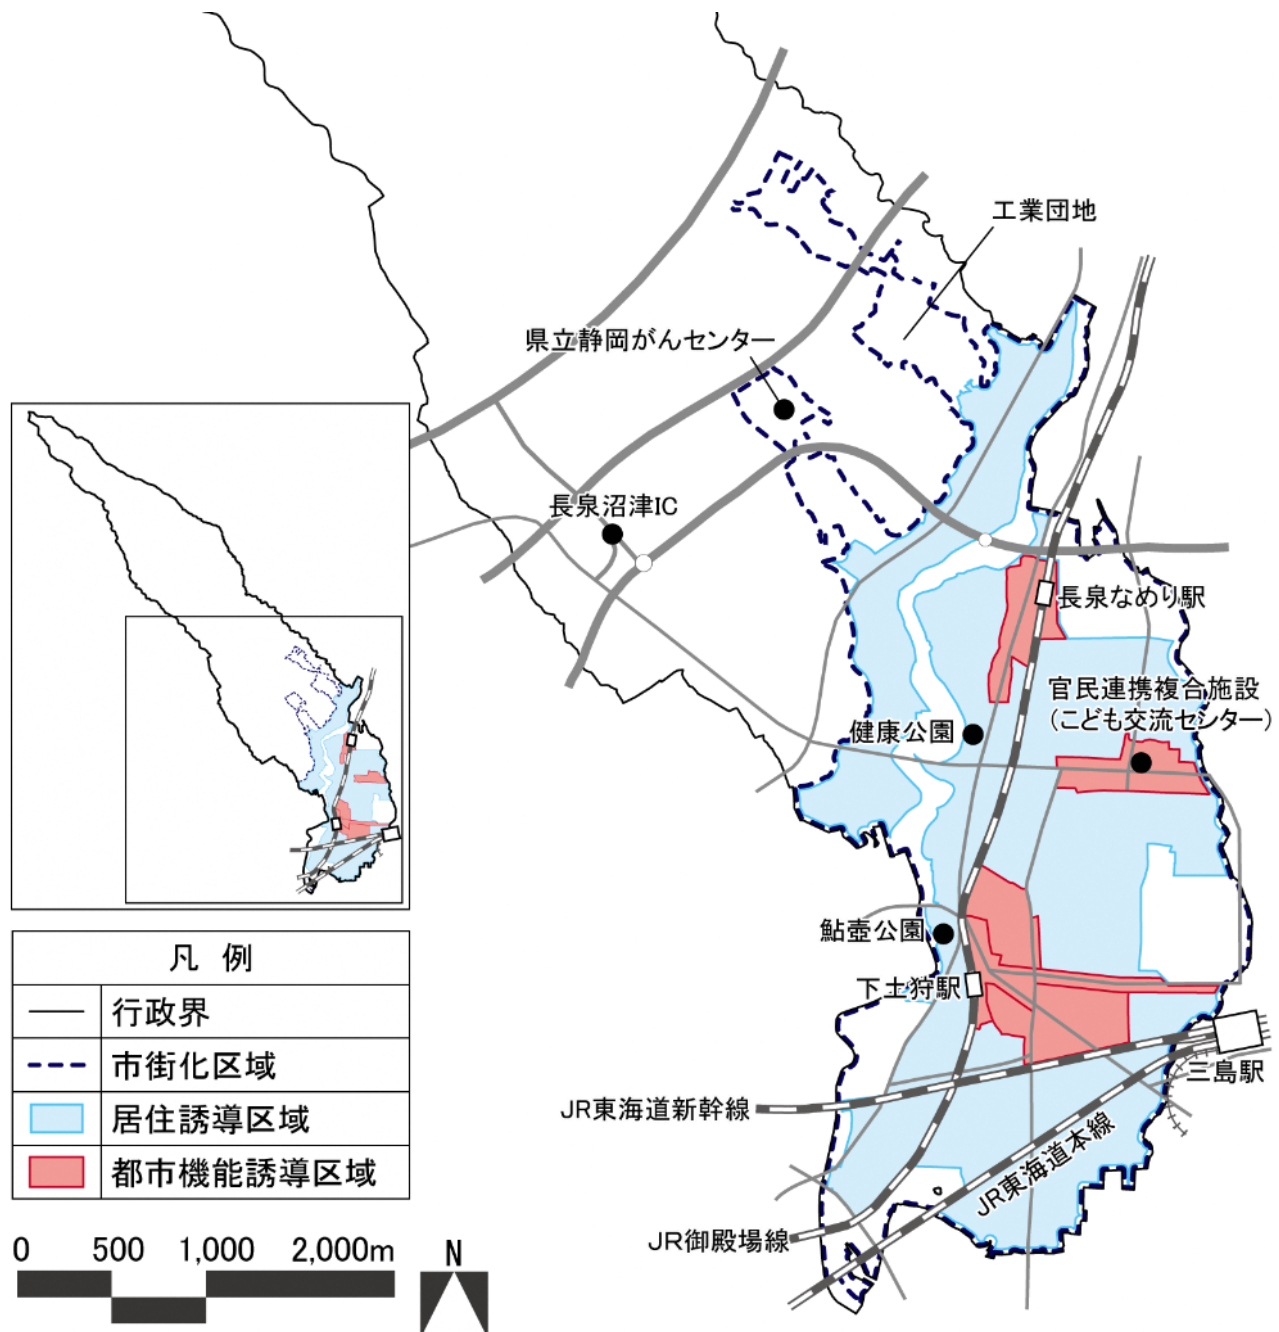 工業団地
県立静岡がんセンター
長泉沼津IC
長泉なめり駅
官民連携複合施設
(こども交流センター)
健康公園
鮎壺公園
下土狩駅
三島駅
JR東海道新幹線
JR東海道本線
JR御殿場線
凡 例
行政界
市街化区域
居住誘導区域
都市機能誘導区域
0 500 1,000 2,000m
N